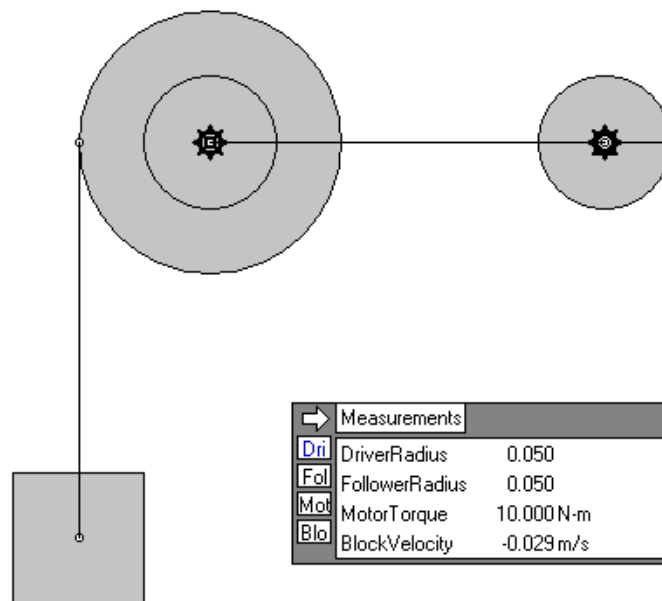 Measurements
Dri DriverRadius 0.050
Fol FollowerRadius 0.050
Mot MotorTorque 10.000 N-m
Blo BlockVelocity -0.029 m/s